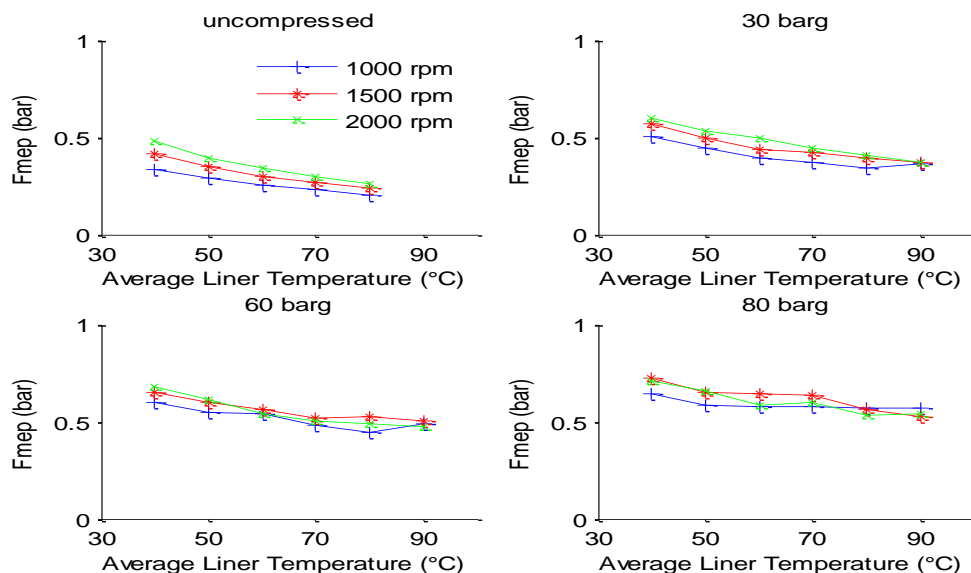 uncompressed
1
0.5
0
Fmep (bar)
1000 rpm
1500 rpm
2000 rpm
30 50 70 90
Average Liner Temperature (°C)
30 barg
1
0.5
0
Fmep (bar)
30 50 70 90
Average Liner Temperature (°C)
60 barg
1
0.5
0
Fmep (bar)
30 50 70 90
Average Liner Temperature (°C)
80 barg
1
0.5
0
Fmep (bar)
30 50 70 90
Average Liner Temperature (°C)